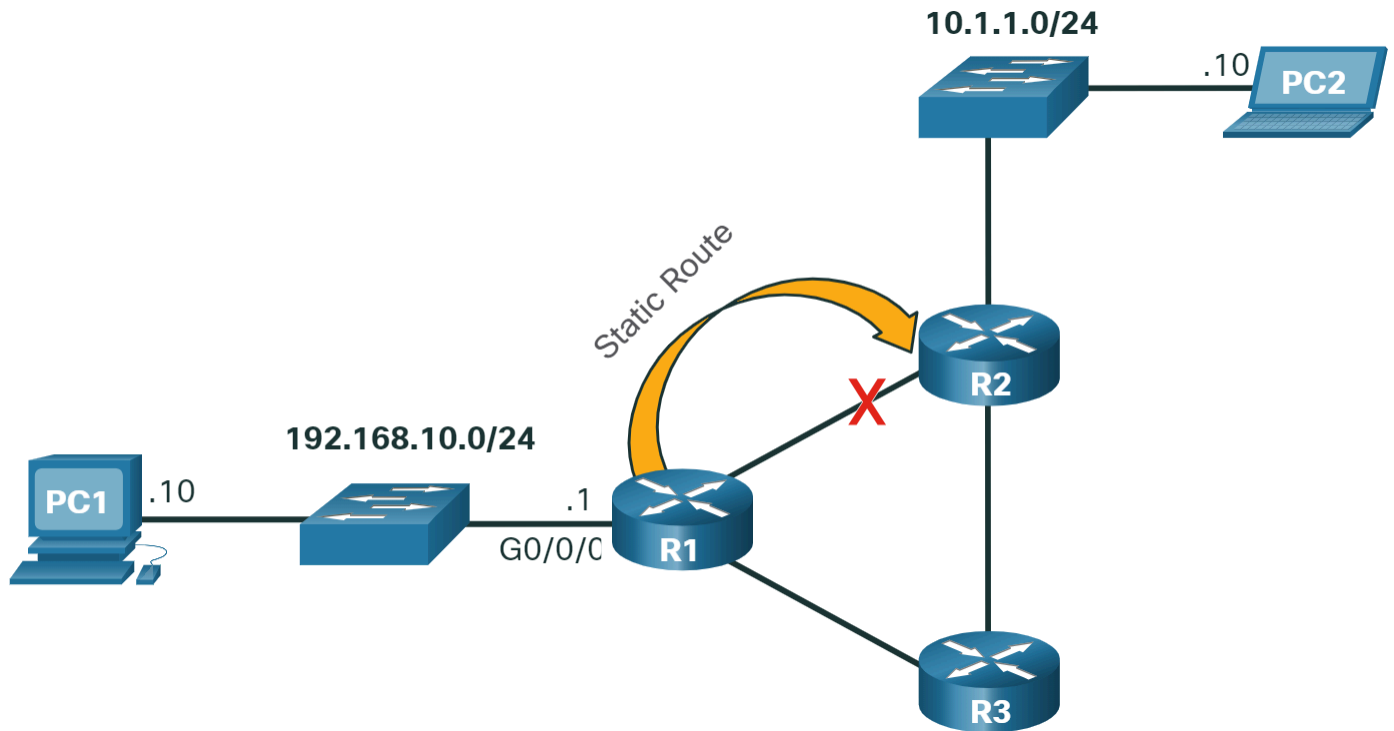 10.1.1.0/24
.10
PC2
Static Route
R2
X
192.168.10.0/24
PC1
.10
.1
G0/0/0
R1
R3